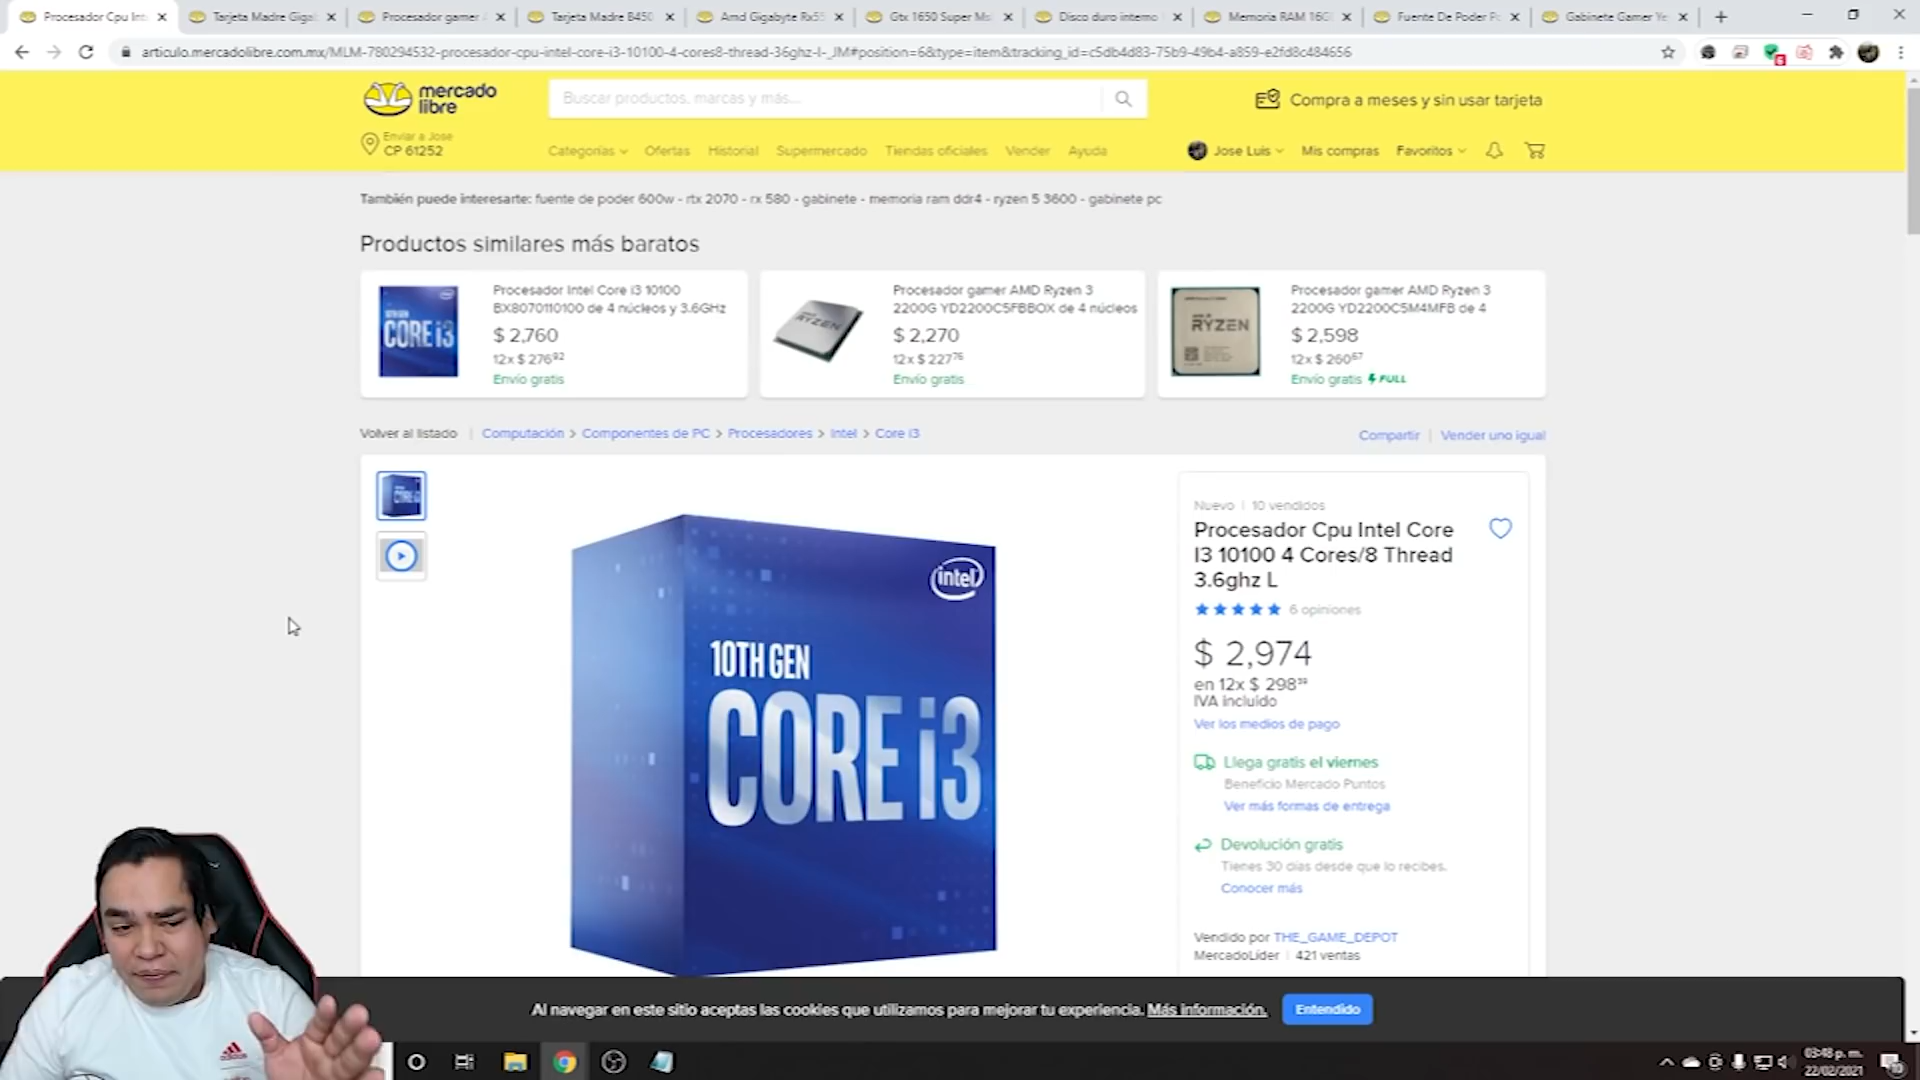 Procesador Cpu Int
Tarjeta Madre Giga
Procesador gamer
Tarjeta Madre B450
Amd Gigabyte Rx55
Gtx 1650 Super Ms
Disco duro interno
Memoria RAM 16G
Fuente De Poder
Gabinete Gamer Ye
articulo.mercadolibre.com.mx/MLM-780294532-procesador-cpu-intel-core-i3-10100-4-cores8-thread-36ghz-l-_JM#position=6&type=item&tracking_id=c5db4d83-75b9-49b4-a859-e2fd8c484656
mercado
libre
Buscar productos, marcas y más...
Compra a meses y sin usar tarjeta
Enviar a Jose
CP 61252
Categorías Ofertas Historial Supermercado Tiendas oficiales Vender Ayuda
Jose Luis Mis compras Favoritos
También puede interesarte: fuente de poder 600w - rtx 2070 - rx 580 - gabinete - memoria ram ddr4 - ryzen 5 3600 - gabinete pc
Productos similares más baratos
10TH GEN
CORE i3
Procesador Intel Core i3 10100
BX8070110100 de 4 núcleos y 3.6GHz
$ 2,760
12x $ 276⁹²
Envío gratis
RYZEN
Procesador gamer AMD Ryzen 3
2200G YD2200C5FBBOX de 4 núcleos
$ 2,270
12x $ 227⁷⁶
Envío gratis
RYZEN
Procesador gamer AMD Ryzen 3
2200G YD2200C5M4MFB de 4
$ 2,598
12x $ 260⁶⁷
Envío gratis FULL
Volver al listado | Computación > Componentes de PC > Procesadores > Intel > Core i3
Compartir | Vender uno igual
intel
10TH GEN
CORE i3
Nuevo | 10 vendidos
Procesador Cpu Intel Core
I3 10100 4 Cores/8 Thread
3.6ghz L
6 opiniones
$ 2,974
en 12x $ 298³⁹
IVA incluido
Ver los medios de pago
Llega gratis el viernes
Beneficio Mercado Puntos
Ver más formas de entrega
Devolución gratis
Tienes 30 días desde que lo recibes.
Conocer más
Vendido por THE_GAME_DEPOT
MercadoLíder | 421 ventas
Al navegar en este sitio aceptas las cookies que utilizamos para mejorar tu experiencia. Más información.
Entendido
03:48 p. m.
22/02/2021